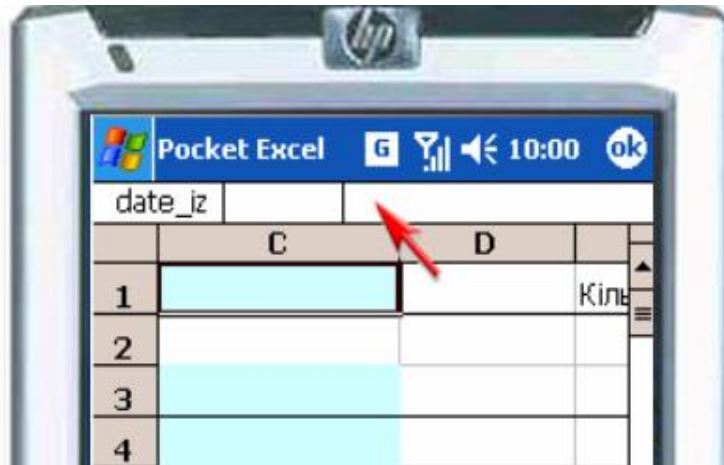 hp
Pocket Excel G 10:00 ok
date_iz
C D
1 Кіль
2
3
4